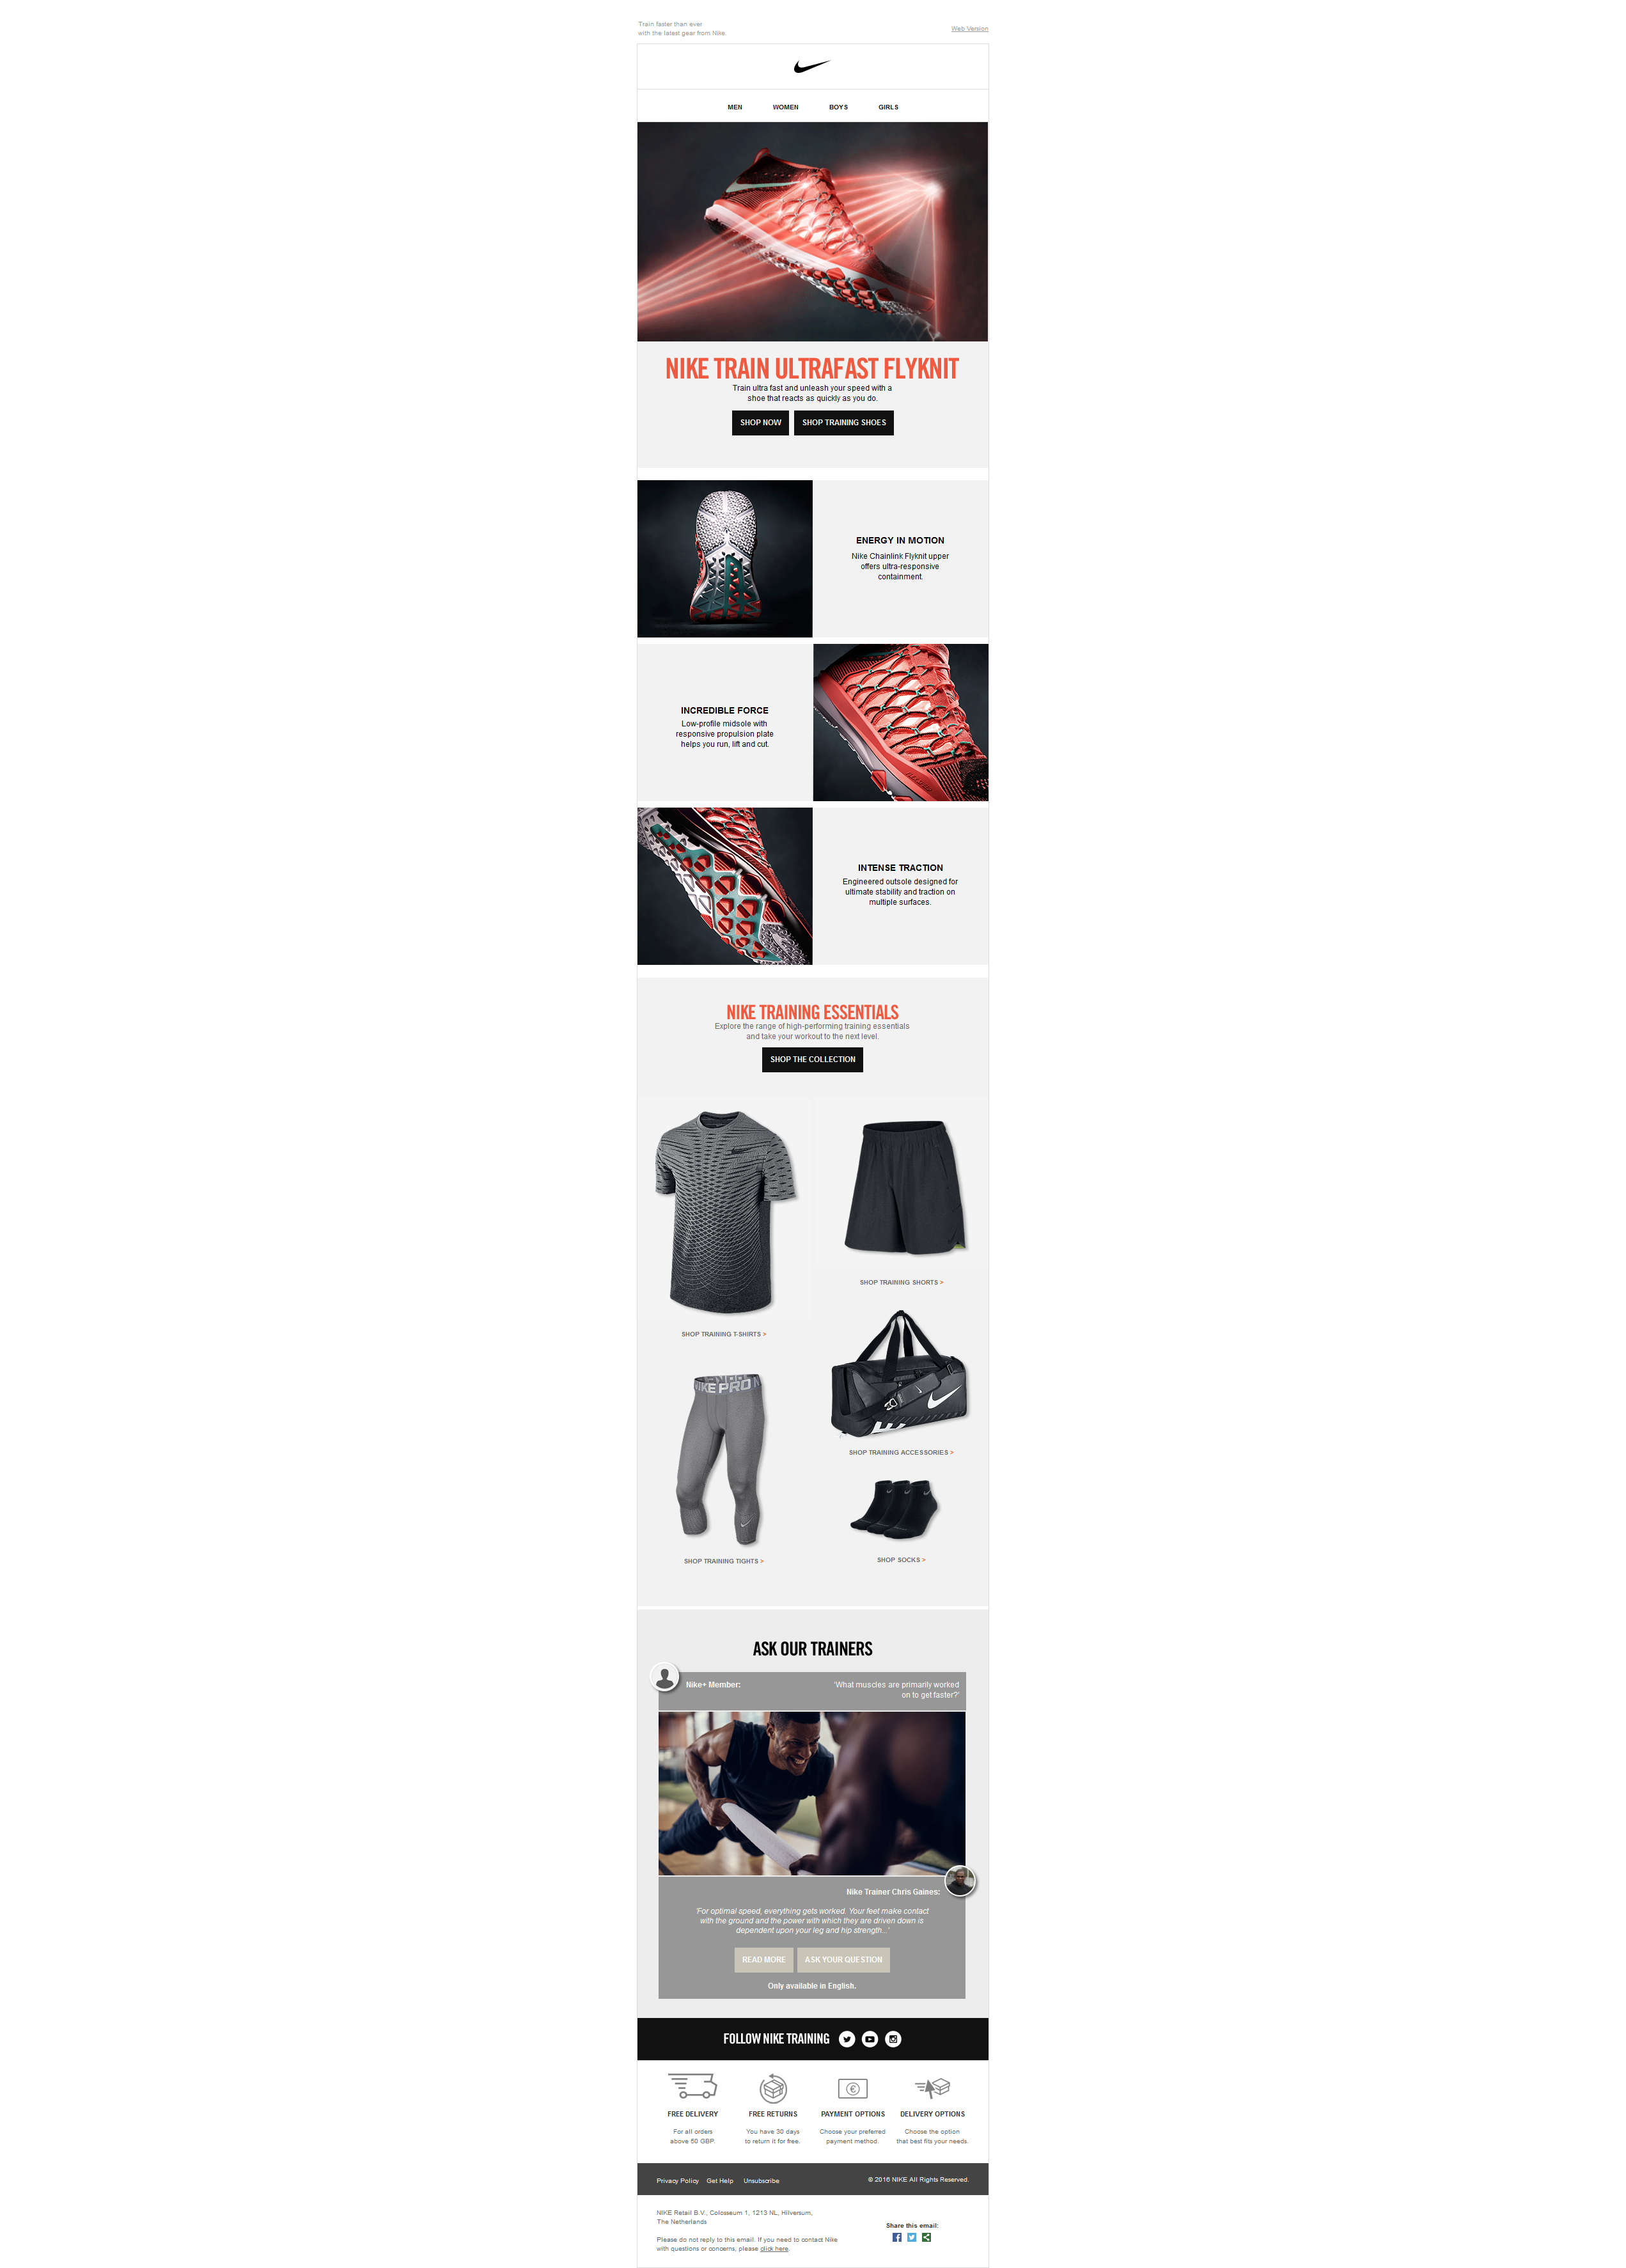 Train faster than ever
with the latest gear from Nike.
Web Version
MEN WOMEN BOYS GIRLS
NIKE TRAIN ULTRAFAST FLYKNIT
Train ultra fast and unleash your speed with a
shoe that reacts as quickly as you do.
SHOP NOW SHOP TRAINING SHOES
ENERGY IN MOTION
Nike Chainlink Flyknit upper
offers ultra-responsive
containment.
INCREDIBLE FORCE
Low-profile midsole with
responsive propulsion plate
helps you run, lift and cut.
INTENSE TRACTION
Engineered outsole designed for
ultimate stability and traction on
multiple surfaces.
NIKE TRAINING ESSENTIALS
Explore the range of high-performing training essentials
and take your workout to the next level.
SHOP THE COLLECTION
SHOP TRAINING T-SHIRTS >
SHOP TRAINING SHORTS >
SHOP TRAINING ACCESSORIES >
PRO
SHOP TRAINING TIGHTS >
SHOP SOCKS >
ASK OUR TRAINERS
Nike+ Member:
'What muscles are primarily worked
on to get faster?'
Nike Trainer Chris Gaines:
'For optimal speed, everything gets worked. Your feet make contact
with the ground and the power with which they are driven down is
dependent upon your leg and hip strength...'
READ MORE ASK YOUR QUESTION
Only available in English.
FOLLOW NIKE TRAINING
FREE DELIVERY
For all orders
above 50 GBP.
FREE RETURNS
You have 30 days
to return it for free.
€
PAYMENT OPTIONS
Choose your preferred
payment method.
DELIVERY OPTIONS
Choose the option
that best fits your needs.
Privacy Policy Get Help Unsubscribe
© 2016 NIKE All Rights Reserved.
NIKE Retail B.V., Colosseum 1, 1213 NL, Hilversum,
The Netherlands
Please do not reply to this email. If you need to contact Nike
with questions or concerns, please click here.
Share this email: